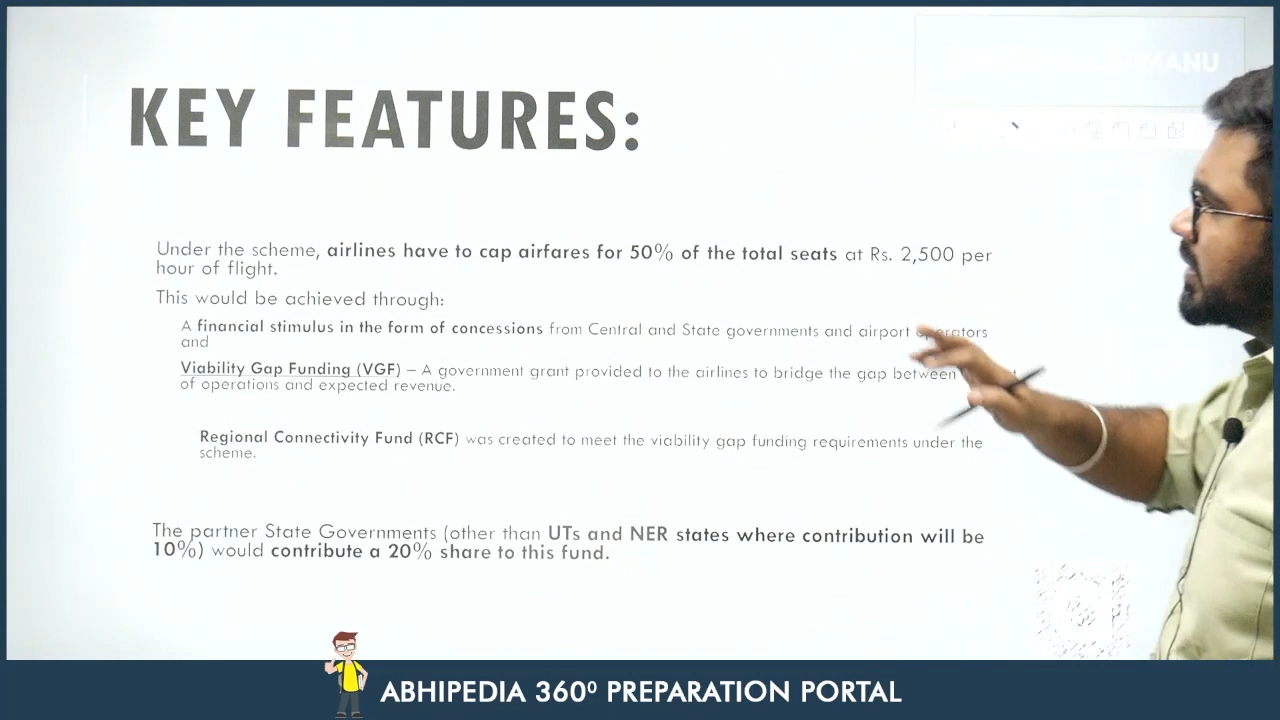 MANU
KEY FEATURES:
Under the scheme, airlines have to cap airfares for 50% of the total seats at Rs. 2,500 per
hour of flight.
This would be achieved through:
A financial stimulus in the form of concessions from Central and State governments and airport operators
and
Viability Gap Funding (VGF) – A government grant provided to the airlines to bridge the gap between
of operations and expected revenue.
Regional Connectivity Fund (RCF) was created to meet the viability gap funding requirements under the
scheme.
The partner State Governments (other than UTs and NER states where contribution will be
10%) would contribute a 20% share to this fund.
ABHIPEDIA 360⁰ PREPARATION PORTAL